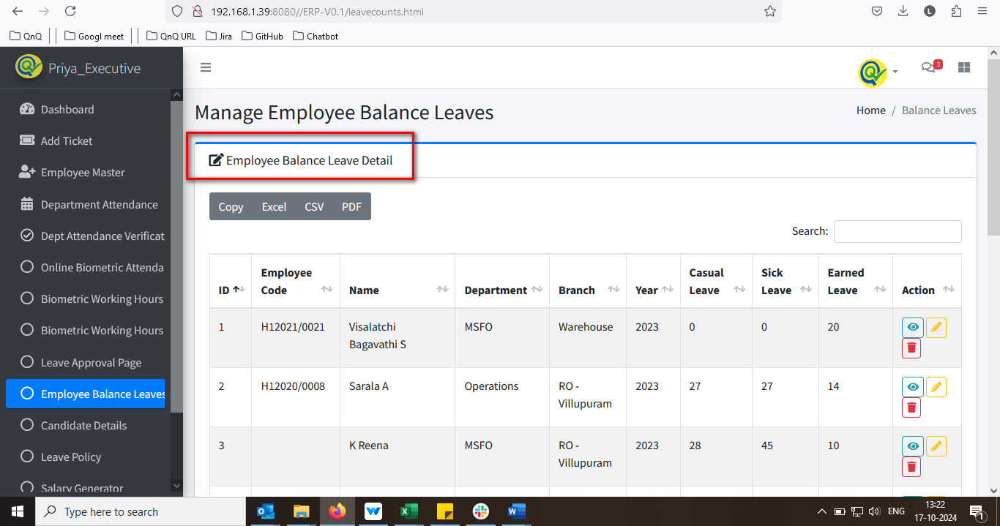 192.168.1.39:8080//ERP-V0.1/leavecounts.html
L
QnQ
Googl meet
QnQ URL
Jira
GitHub
Chatbot
Priya_Executive
3
Dashboard
Add Ticket
Employee Master
Department Attendance
Dept Attendance Verificat
Online Biometric Attenda
Biometric Working Hours
Biometric Working Hours
Leave Approval Page
Employee Balance Leaves
Candidate Details
Leave Policy
Salary Generator
Manage Employee Balance Leaves
Home / Balance Leaves
Employee Balance Leave Detail
Copy Excel CSV PDF
Search:
ID Employee Code Name Department Branch Year Casual Leave Sick Leave Earned Leave Action
1 H12021/0021 Visalatchi Bagavathi S MSFO Warehouse 2023 0 0 20
2 H12020/0008 Sarala A Operations RO - Villupuram 2023 27 27 14
3 K Reena MSFO RO - Villupuram 2023 28 45 10
Type here to search
ENG
13:22
17-10-2024
1